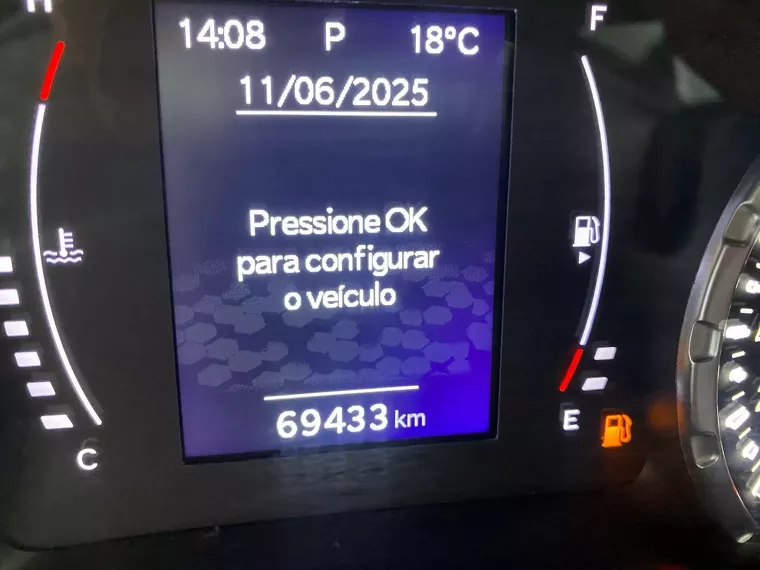 H
F
14:08 P 18°C
11/06/2025
Pressione OK
para configurar
o veículo
69433 km
E
C